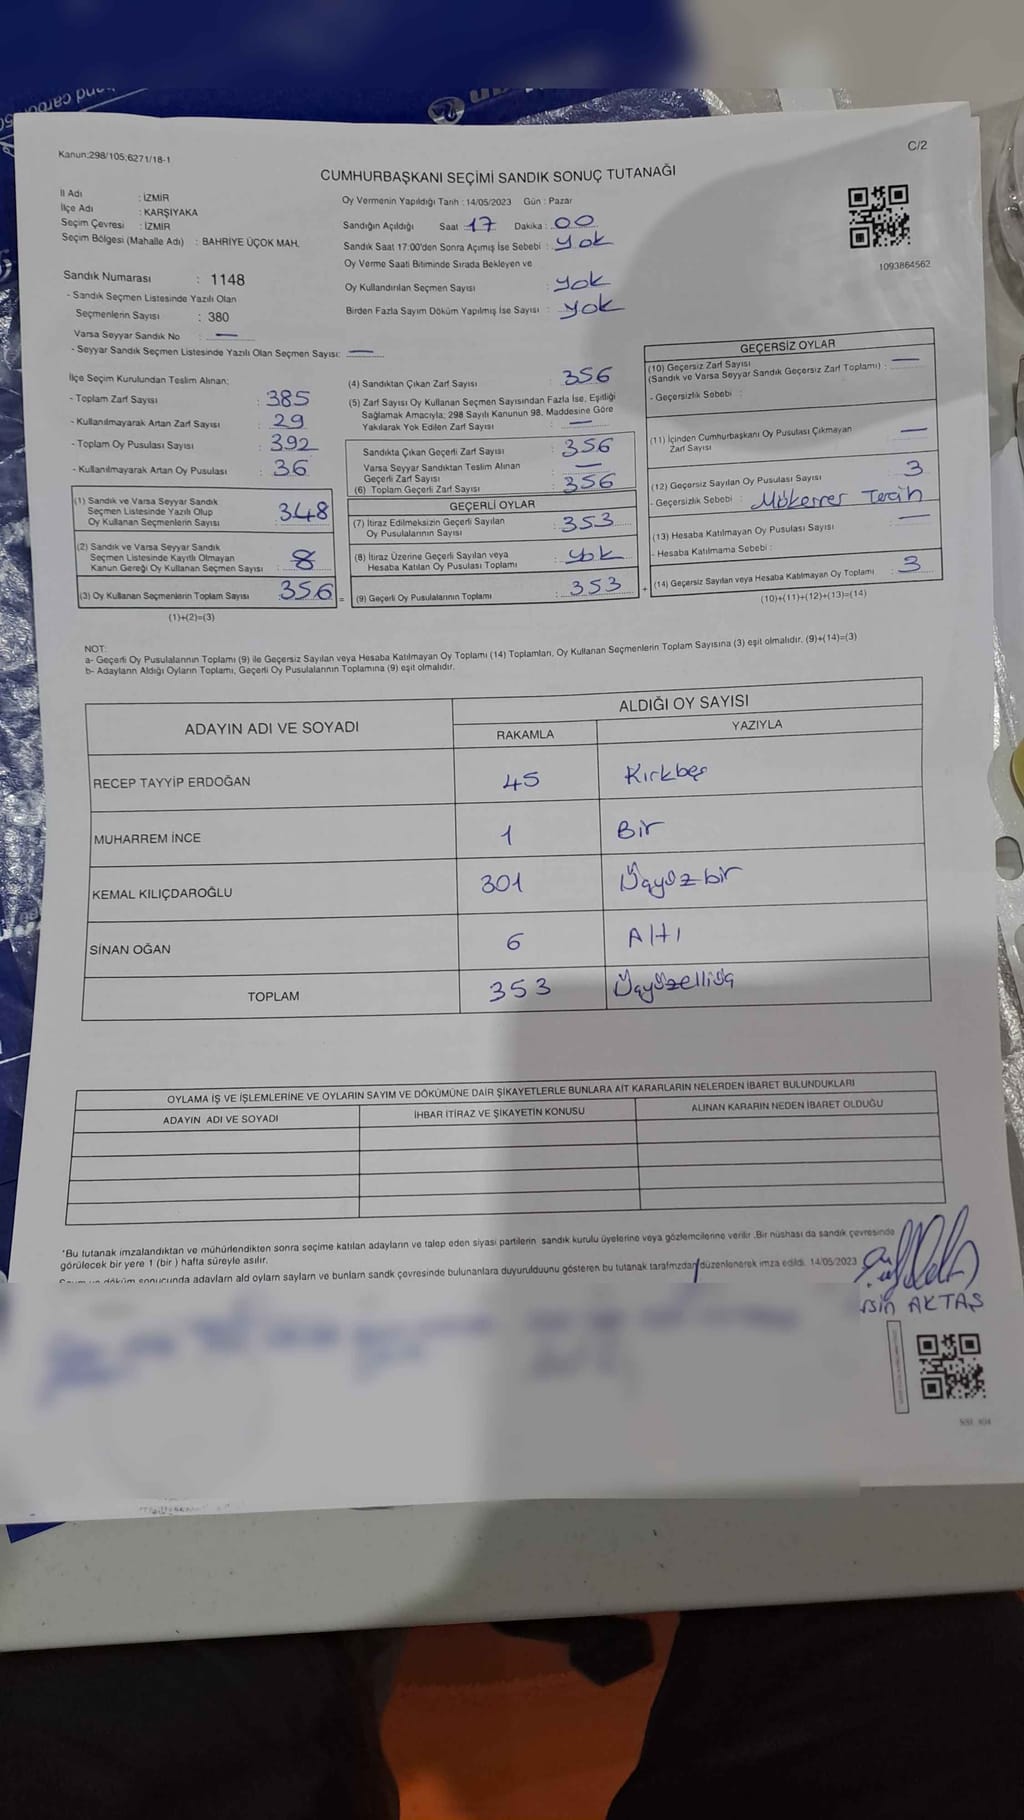 C/2
Kanun:298/105;6271/18-1
CUMHURBAŞKANI SEÇİMİ SANDIK SONUÇ TUTANAĞI
İl Adı : İZMİR
İlçe Adı : KARŞIYAKA
Seçim Çevresi : İZMİR
Seçim Bölgesi (Mahalle Adı) : BAHRİYE ÜÇOK MAH.
Oy Vermenin Yapıldığı Tarih : 14/05/2023 Gün : Pazar
Sandığın Açıldığı Saat 17 Dakika : 00
Sandık Saat 17:00'den Sonra Açımış İse Sebebi : yok
Oy Verme Saati Bitiminde Sırada Bekleyen ve
Oy Kullandırılan Seçmen Sayısı : yok
Birden Fazla Sayım Döküm Yapılmış İse Sayısı : yok
1093864562
Sandık Numarası : 1148
- Sandık Seçmen Listesinde Yazılı Olan
Seçmenlerin Sayısı : 380
Varsa Seyyar Sandık No : —
- Seyyar Sandık Seçmen Listesinde Yazılı Olan Seçmen Sayısı: —
İlçe Seçim Kurulundan Teslim Alınan;
- Toplam Zarf Sayısı : 385
- Kullanılmayarak Artan Zarf Sayısı : 29
- Toplam Oy Pusulası Sayısı : 392
- Kullanılmayarak Artan Oy Pusulası : 36
(1) Sandık ve Varsa Seyyar Sandık
Seçmen Listesinde Yazılı Olup
Oy Kullanan Seçmenlerin Sayısı : 348
(2) Sandık ve Varsa Seyyar Sandık
Seçmen Listesinde Kayıtlı Olmayan
Kanun Gereği Oy Kullanan Seçmen Sayısı : 8
(3) Oy Kullanan Seçmenlerin Toplam Sayısı : 356
(1)+(2)=(3)
(4) Sandıktan Çıkan Zarf Sayısı : 356
(5) Zarf Sayısı Oy Kullanan Seçmen Sayısından Fazla İse, Eşitliği
Sağlamak Amacıyla; 298 Sayılı Kanunun 98. Maddesine Göre
Yakılarak Yok Edilen Zarf Sayısı : —
Sandıkta Çıkan Geçerli Zarf Sayısı : 356
Varsa Seyyar Sandıktan Teslim Alınan
Geçerli Zarf Sayısı : —
(6) Toplam Geçerli Zarf Sayısı : 356
GEÇERLİ OYLAR
(7) İtiraz Edilmeksizin Geçerli Sayılan
Oy Pusulasının Sayısı : 353
(8) İtiraz Üzerine Geçerli Sayılan veya
Hesaba Katılan Oy Pusulası Toplamı : yok
= (9) Geçerli Oy Pusulalarının Toplamı : 353 +
GEÇERSİZ OYLAR
(10) Geçersiz Zarf Sayısı
(Sandık ve Varsa Seyyar Sandık Geçersiz Zarf Toplamı) : —
- Geçersizlik Sebebi :
(11) İçinden Cumhurbaşkanı Oy Pusulası Çıkmayan
Zarf Sayısı : —
(12) Geçersiz Sayılan Oy Pusulası Sayısı : 3
- Geçersizlik Sebebi : Mükerrer Tercih
(13) Hesaba Katılmayan Oy Pusulası Sayısı : —
- Hesaba Katılmama Sebebi :
(14) Geçersiz Sayılan veya Hesaba Katılmayan Oy Toplamı : 3
(10)+(11)+(12)+(13)=(14)
NOT:
a- Geçerli Oy Pusulalarının Toplamı (9) ile Geçersiz Sayılan veya Hesaba Katılmayan Oy Toplamı (14) Toplamları, Oy Kullanan Seçmenlerin Toplam Sayısına (3) eşit olmalıdır. (9)+(14)=(3)
b- Adayların Aldığı Oyların Toplamı, Geçerli Oy Pusulalarının Toplamına (9) eşit olmalıdır.
ADAYIN ADI VE SOYADI ALDIĞI OY SAYISI
RAKAMLA YAZIYLA
RECEP TAYYİP ERDOĞAN 45 Kırkbeş
MUHARREM İNCE 1 Bir
KEMAL KILIÇDAROĞLU 301 Üçyüzbir
SİNAN OĞAN 6 Altı
TOPLAM 353 Üçyüzelliüç
OYLAMA İŞ VE İŞLEMLERİNE VE OYLARIN SAYIM VE DÖKÜMÜNE DAİR ŞİKAYETLERLE BUNLARA AİT KARARLARIN NELERDEN İBARET BULUNDUKLARI
ADAYIN ADI VE SOYADI İHBAR İTİRAZ VE ŞİKAYETİN KONUSU ALINAN KARARIN NEDEN İBARET OLDUĞU
*Bu tutanak imzalandıktan ve mühürlendikten sonra seçime katılan adayların ve talep eden siyasi partilerin sandık kurulu üyelerine veya gözlemcilerine verilir .Bir nüshası da sandık çevresinde
görülecek bir yere 1 (bir ) hafta süreyle asılır.
döküm sonucunda adayların ald oyların sayları ve bunların sandk çevresinde bulunanlara duyurulduunu gösteren bu tutanak tarafmzdan düzenlenerek imza edildi. 14/05/2023
rsin AKTAŞ